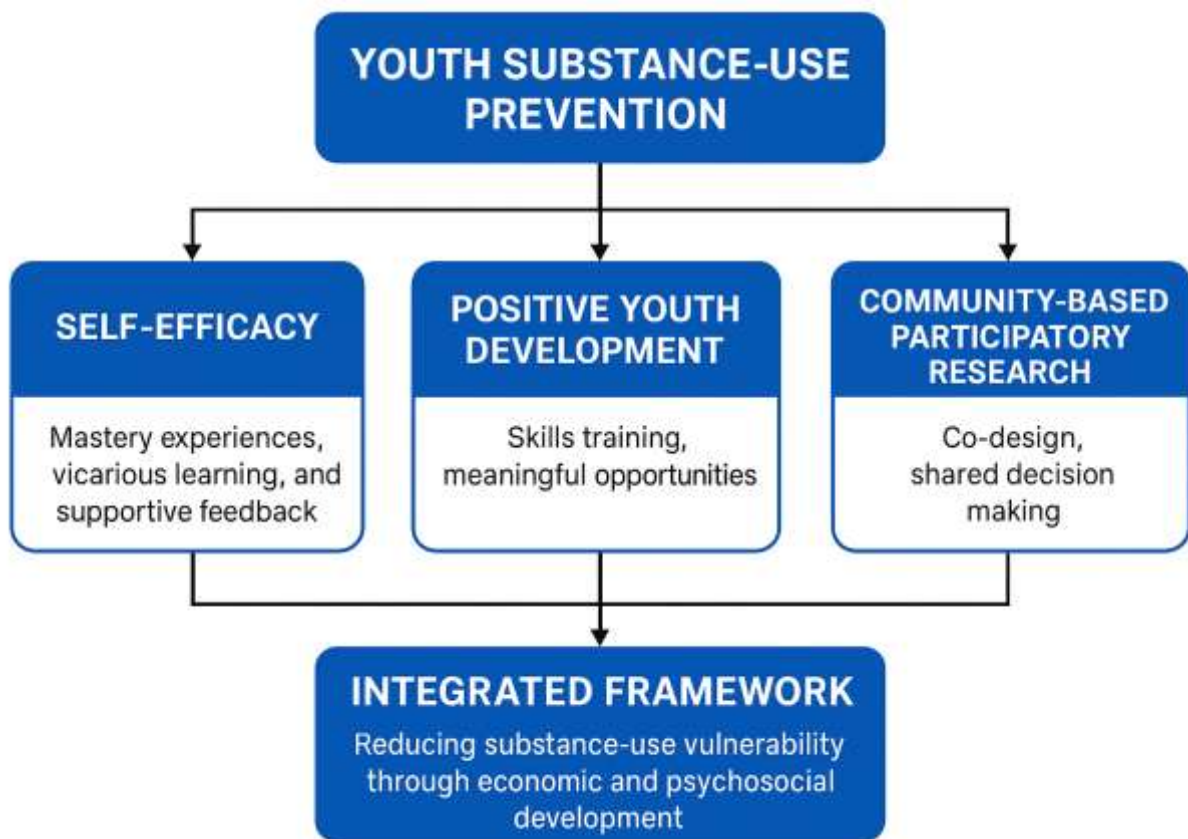 YOUTH SUBSTANCE-USE
PREVENTION
SELF-EFFICACY
Mastery experiences,
vicarious learning, and
supportive feedback
POSITIVE YOUTH
DEVELOPMENT
Skills training,
meaningful opportunities
COMMUNITY-BASED
PARTICIPATORY
RESEARCH
Co-design,
shared decision
making
INTEGRATED FRAMEWORK
Reducing substance-use vulnerability
through economic and psychosocial
development